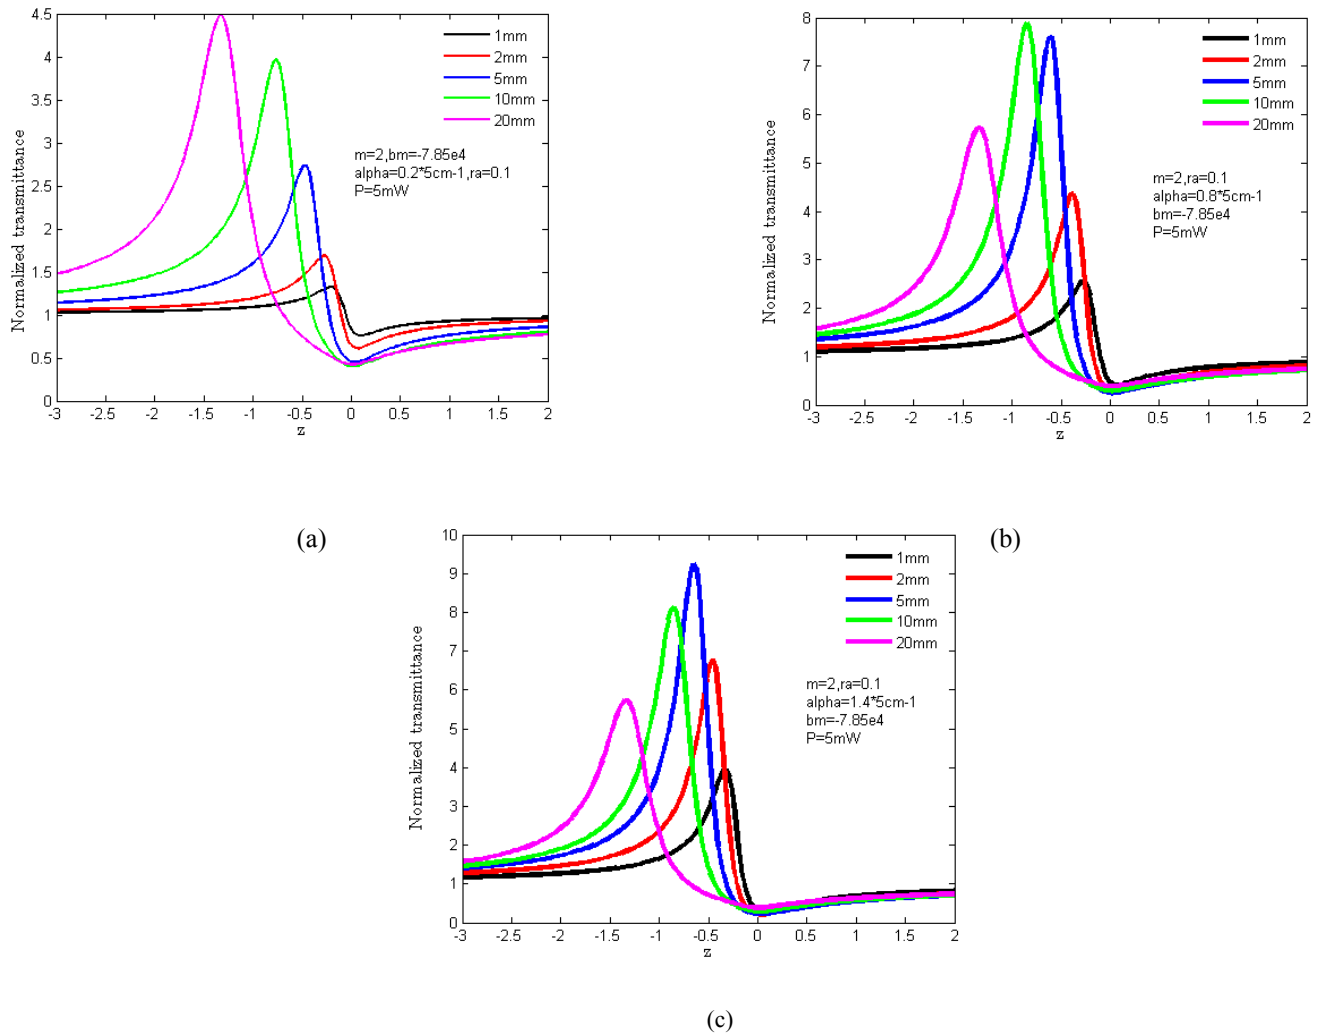 4.5
4
3.5
3
2.5
2
1.5
1
0.5
0
Normalized transmittance
-3 -2.5 -2 -1.5 -1 -0.5 0 0.5 1 1.5 2
z
1mm
2mm
5mm
10mm
20mm
m=2,bm=-7.85e4
alpha=0.2*5cm-1,ra=0.1
P=5mW
(a)
8
7
6
5
4
3
2
1
0
Normalized transmittance
-3 -2.5 -2 -1.5 -1 -0.5 0 0.5 1 1.5 2
z
1mm
2mm
5mm
10mm
20mm
m=2,ra=0.1
alpha=0.8*5cm-1
bm=-7.85e4
P=5mW
(b)
10
9
8
7
6
5
4
3
2
1
0
Normalized transmittance
-3 -2.5 -2 -1.5 -1 -0.5 0 0.5 1 1.5 2
z
1mm
2mm
5mm
10mm
20mm
m=2,ra=0.1
alpha=1.4*5cm-1
bm=-7.85e4
P=5mW
(c)